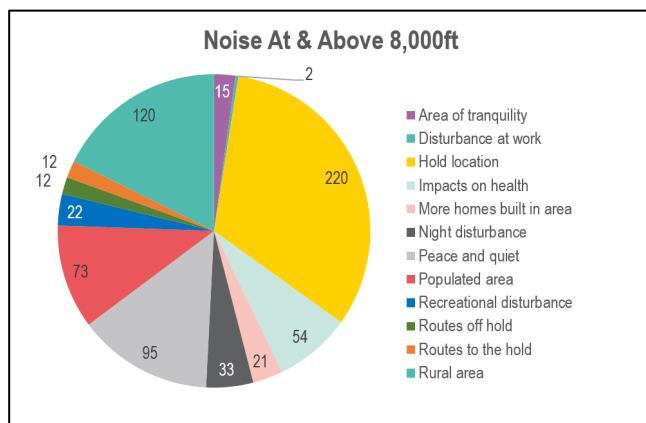 Noise At & Above 8,000ft
15
2
220
54
21
33
95
73
22
12
12
120
Area of tranquility
Disturbance at work
Hold location
Impacts on health
More homes built in area
Night disturbance
Peace and quiet
Populated area
Recreational disturbance
Routes off hold
Routes to the hold
Rural area